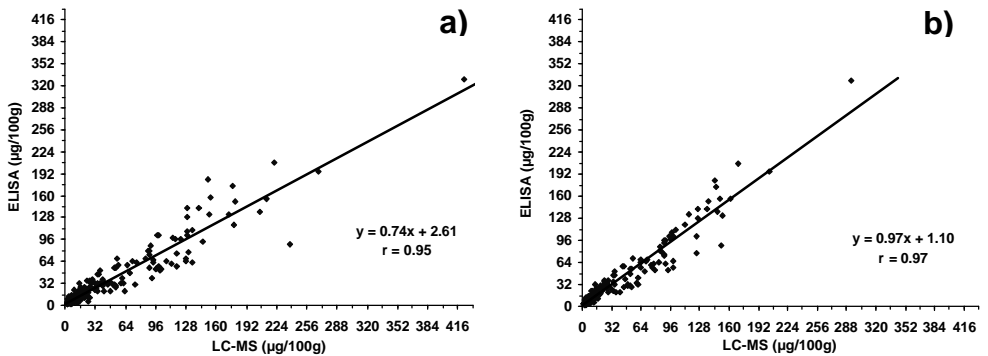 a)
416
384
352
320
288
256
224
192
160
128
96
64
32
0
ELISA (µg/100g)
y = 0.74x + 2.61
r = 0.95
0 32 64 96 128 160 192 224 256 288 320 352 384 416
LC-MS (µg/100g)
b)
416
384
352
320
288
256
224
192
160
128
96
64
32
0
ELISA (µg/100g)
y = 0.97x + 1.10
r = 0.97
0 32 64 96 128 160 192 224 256 288 320 352 384 416
LC-MS (µg/100g)